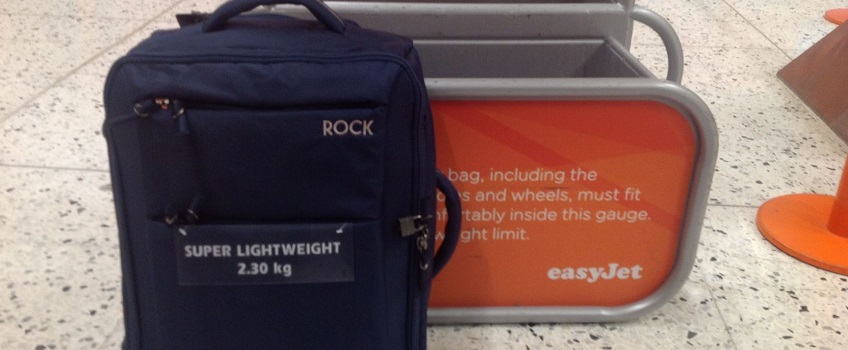 ROCK
SUPER LIGHTWEIGHT
2.30 kg
bag, including the
and wheels, must fit
inside this gauge.
limit.
easyJet